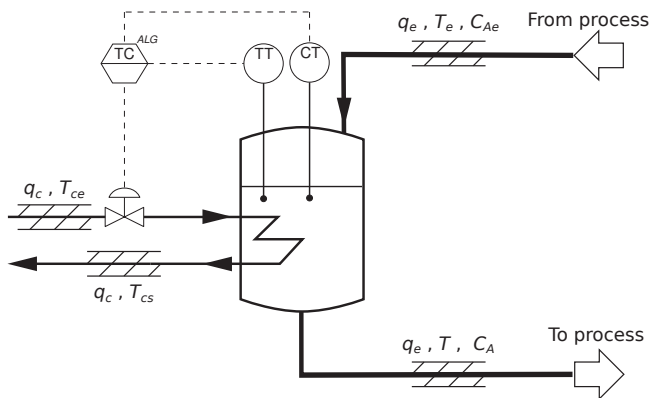 q_e , T_e , C_Ae
From process
TC
ALG
TT
CT
q_c , T_ce
q_c , T_cs
q_e , T , C_A
To process